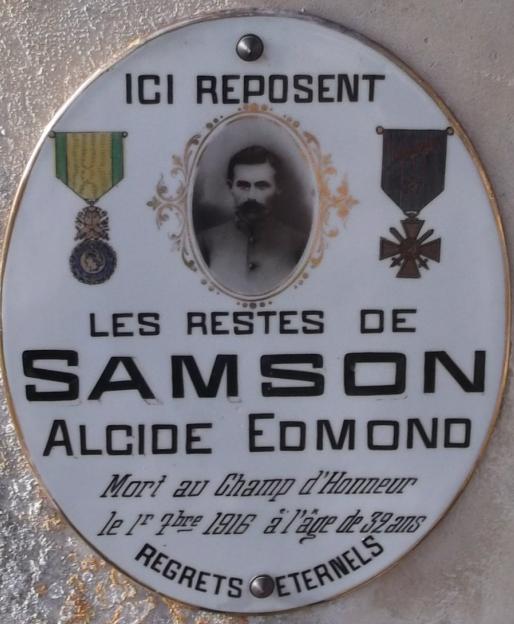 ICI REPOSENT
LES RESTES DE
SAMSON
ALCIDE EDMOND
Mort au Champ d'Honneur
le 1r 7bre 1916 à l'âge de 32 ans
REGRETS ETERNELS